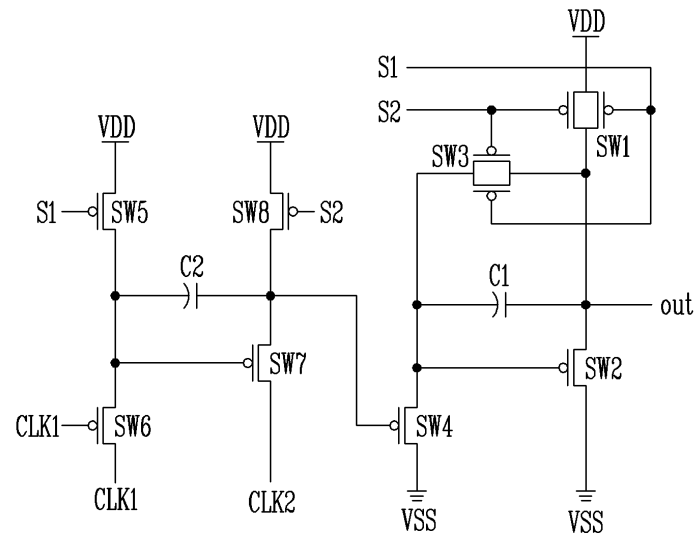 VDD
S1
S2
SW1
SW3
VDD
VDD
S1
SW5
SW8
S2
C2
C1
out
SW7
SW2
CLK1
SW6
SW4
CLK1
CLK2
VSS
VSS